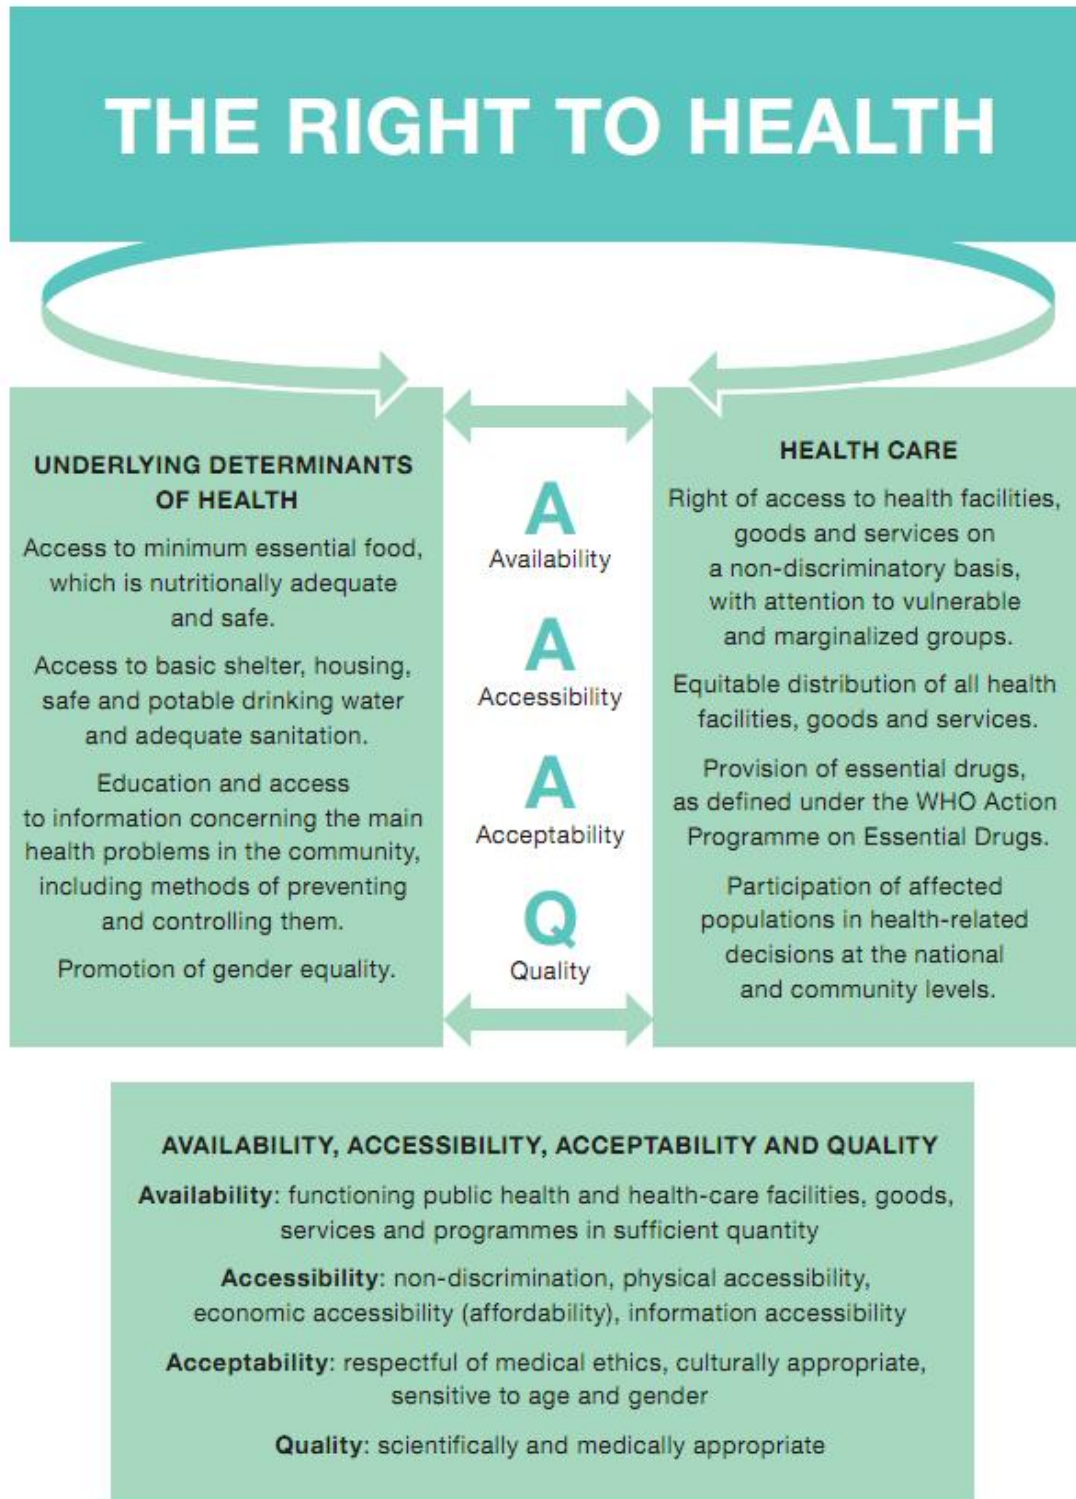 THE RIGHT TO HEALTH
UNDERLYING DETERMINANTS
OF HEALTH
Access to minimum essential food,
which is nutritionally adequate
and safe.
Access to basic shelter, housing,
safe and potable drinking water
and adequate sanitation.
Education and access
to information concerning the main
health problems in the community,
including methods of preventing
and controlling them.
Promotion of gender equality.
A
Availability
A
Accessibility
A
Acceptability
Q
Quality
HEALTH CARE
Right of access to health facilities,
goods and services on
a non-discriminatory basis,
with attention to vulnerable
and marginalized groups.
Equitable distribution of all health
facilities, goods and services.
Provision of essential drugs,
as defined under the WHO Action
Programme on Essential Drugs.
Participation of affected
populations in health-related
decisions at the national
and community levels.
AVAILABILITY, ACCESSIBILITY, ACCEPTABILITY AND QUALITY
Availability: functioning public health and health-care facilities, goods,
services and programmes in sufficient quantity
Accessibility: non-discrimination, physical accessibility,
economic accessibility (affordability), information accessibility
Acceptability: respectful of medical ethics, culturally appropriate,
sensitive to age and gender
Quality: scientifically and medically appropriate